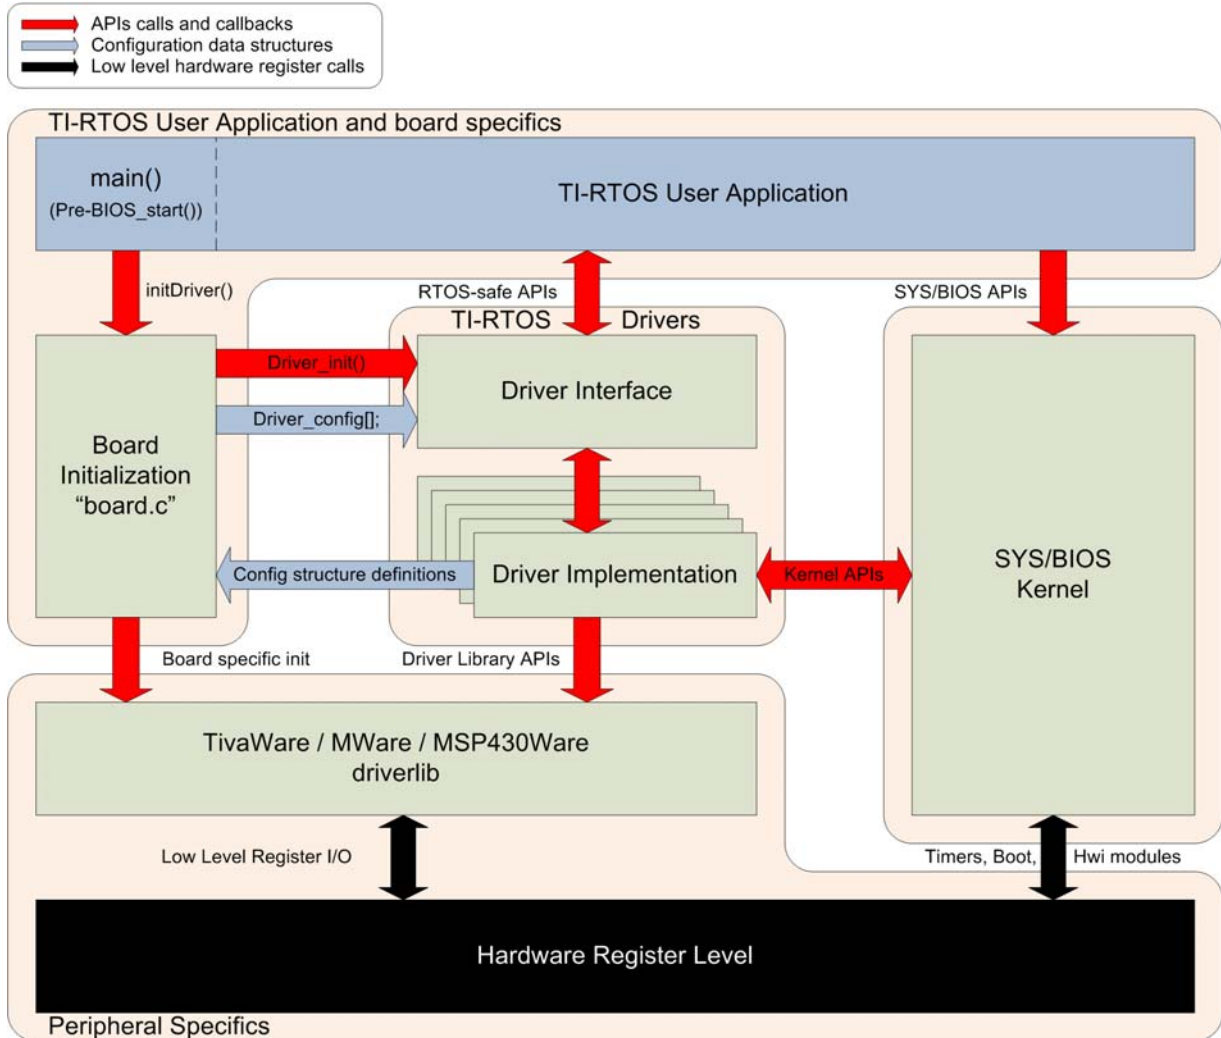 APIs calls and callbacks
Configuration data structures
Low level hardware register calls
TI-RTOS User Application and board specifics
main()
(Pre-BIOS_start())
TI-RTOS User Application
initDriver()
RTOS-safe APIs
SYS/BIOS APIs
TI-RTOS Drivers
Driver_init()
Driver Interface
Driver_config[];
Board
Initialization
“board.c”
Config structure definitions
Driver Implementation
Kernel APIs
SYS/BIOS
Kernel
Board specific init
Driver Library APIs
TivaWare / MWare / MSP430Ware
driverlib
Low Level Register I/O
Timers, Boot, Hwi modules
Hardware Register Level
Peripheral Specifics